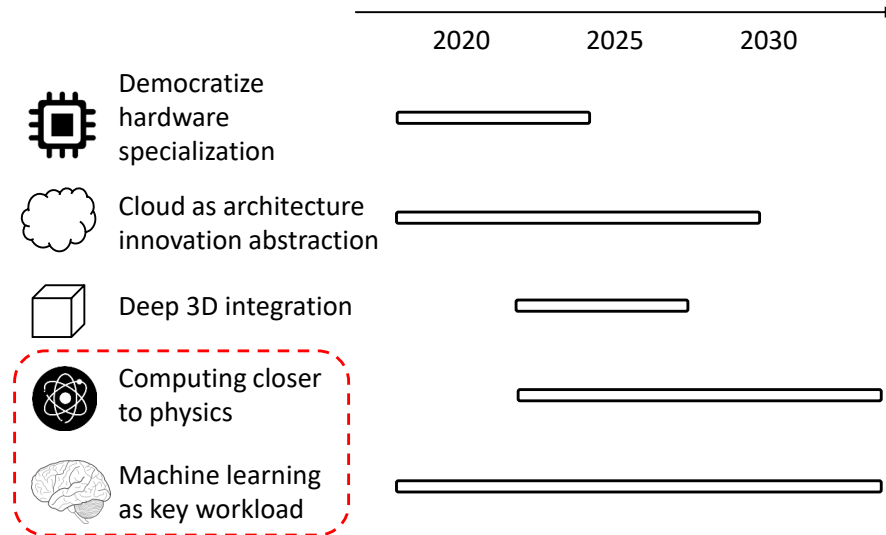 2020 2025 2030
Democratize
hardware
specialization
Cloud as architecture
innovation abstraction
Deep 3D integration
Computing closer
to physics
Machine learning
as key workload